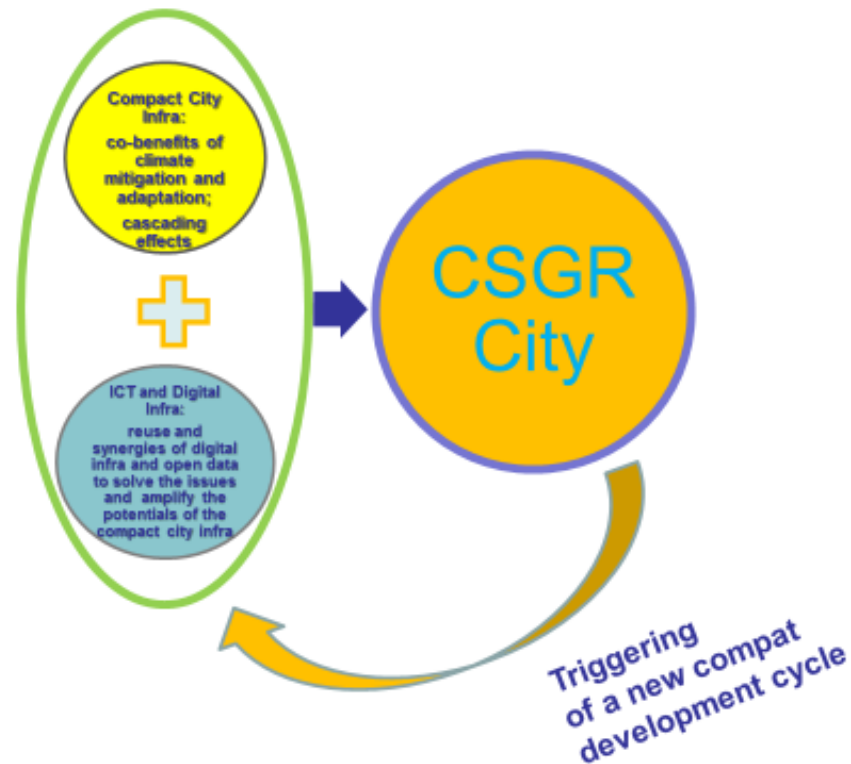 Compact City
Infra:
co-benefits of
climate
mitigation and
adaptation;
cascading
effects
ICT and Digital
Infra:
reuse and
synergies of digital
infra and open data
to solve the issues
and amplify the
potentials of the
compact city infra
CSGR
City
Triggering
of a new compat
development cycle